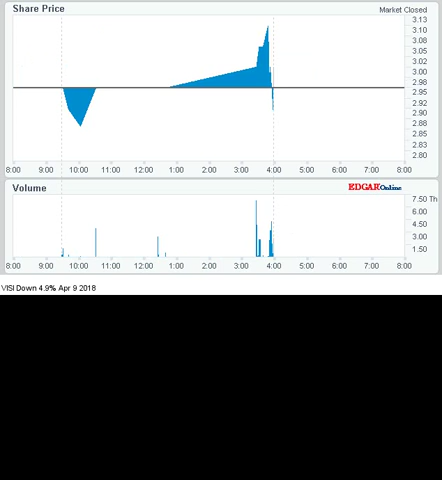 Share Price
Market Closed
3.13
3.10
3.08
3.05
3.02
3.00
2.98
2.95
2.92
2.90
2.88
2.85
2.83
2.80
8:00 9:00 10:00 11:00 12:00 1:00 2:00 3:00 4:00 5:00 6:00 7:00 8:00
Volume
EDGAROnline
7.50 Th
6.00
4.50
3.00
1.50
8:00 9:00 10:00 11:00 12:00 1:00 2:00 3:00 4:00 5:00 6:00 7:00 8:00
VISI Down 4.9% Apr 9 2018